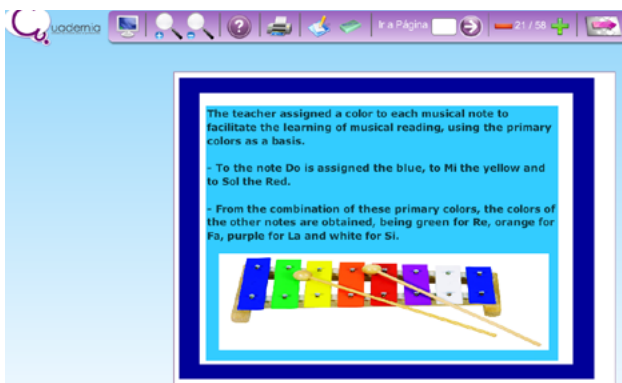 Quadernia
Ir a Página
21 / 58
The teacher assigned a color to each musical note to
facilitate the learning of musical reading, using the primary
colors as a basis.
- To the note Do is assigned the blue, to Mi the yellow and
to Sol the Red.
- From the combination of these primary colors, the colors of
the other notes are obtained, being green for Re, orange for
Fa, purple for La and white for Si.